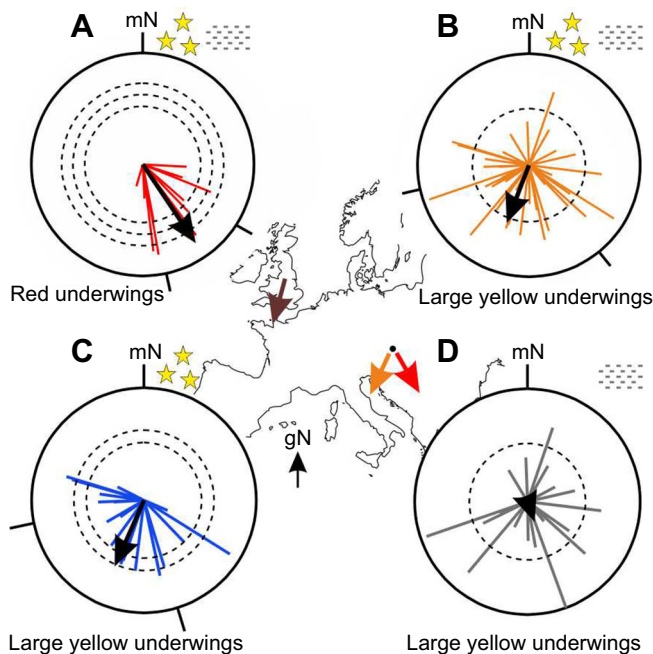 A
mN
B
mN
Red underwings
Large yellow underwings
C
mN
D
mN
gN
Large yellow underwings
Large yellow underwings